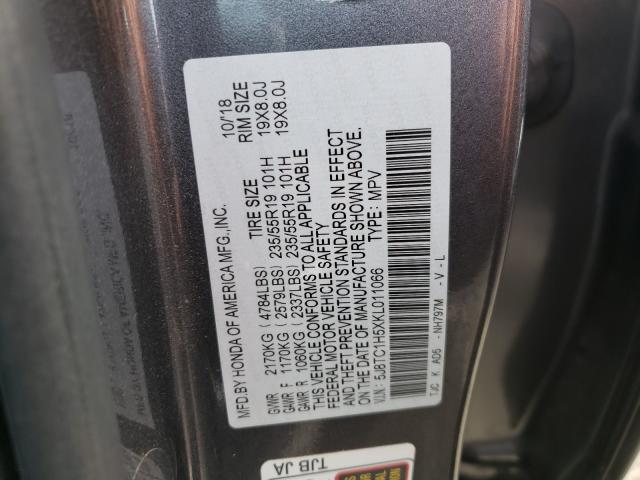 MFD.BY HONDA OF AMERICA MFG.,INC. 10/'18
TIRE SIZE RIM SIZE
GVWR 2170KG (4784LBS)
GAWR F 1170KG (2579LBS) 235/55R19 101H 19X8.0J
GAWR R 1060KG (2337LBS) 235/55R19 101H 19X8.0J
THIS VEHICLE CONFORMS TO ALL APPLICABLE
FEDERAL MOTOR VEHICLE SAFETY
& THEFT PREVENTION STANDARDS IN EFFECT
ON THE DATE OF MANUFACTURE SHOWN ABOVE.
V.I.N.: 5J8TC1H5XKL011066 TYPE: MPV
TJC K AD5 - NH797M - V - L
TJB JA